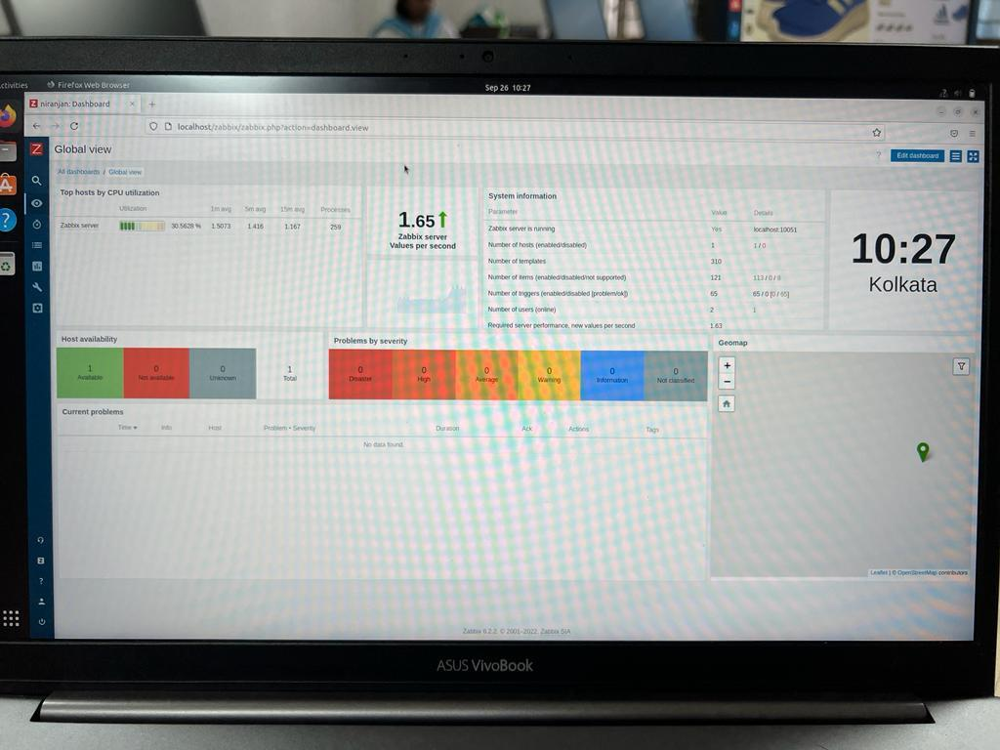 ctivities
Firefox Web Browser
Sep 26 10:27
niranjan: Dashboard
localhost/zabbix/zabbix.php?action=dashboard.view
Z
Global view
?
Edit dashboard
All dashboards / Global view
Top hosts by CPU utilization
Utilization 1m avg 5m avg 15m avg Processes
Zabbix server 30.5628 % 1.5073 1.416 1.167 259
1.65
Zabbix server
Values per second
System information
Parameter Value Details
Zabbix server is running Yes localhost:10051
Number of hosts (enabled/disabled) 1 1 / 0
Number of templates 310
Number of items (enabled/disabled/not supported) 121 113 / 0 / 8
Number of triggers (enabled/disabled [problem/ok]) 65 65 / 0 [0 / 65]
Number of users (online) 2 1
Required server performance, new values per second 1.63
10:27
Kolkata
Host availability
1 Available
0 Not available
0 Unknown
1 Total
Problems by severity
0 Disaster
0 High
0 Average
0 Warning
0 Information
0 Not classified
Geomap
+
−
Current problems
Time Info Host Problem • Severity Duration Ack Actions Tags
No data found.
Leaflet | © OpenStreetMap contributors
Zabbix 6.2.2. © 2001–2022, Zabbix SIA
ASUS VivoBook